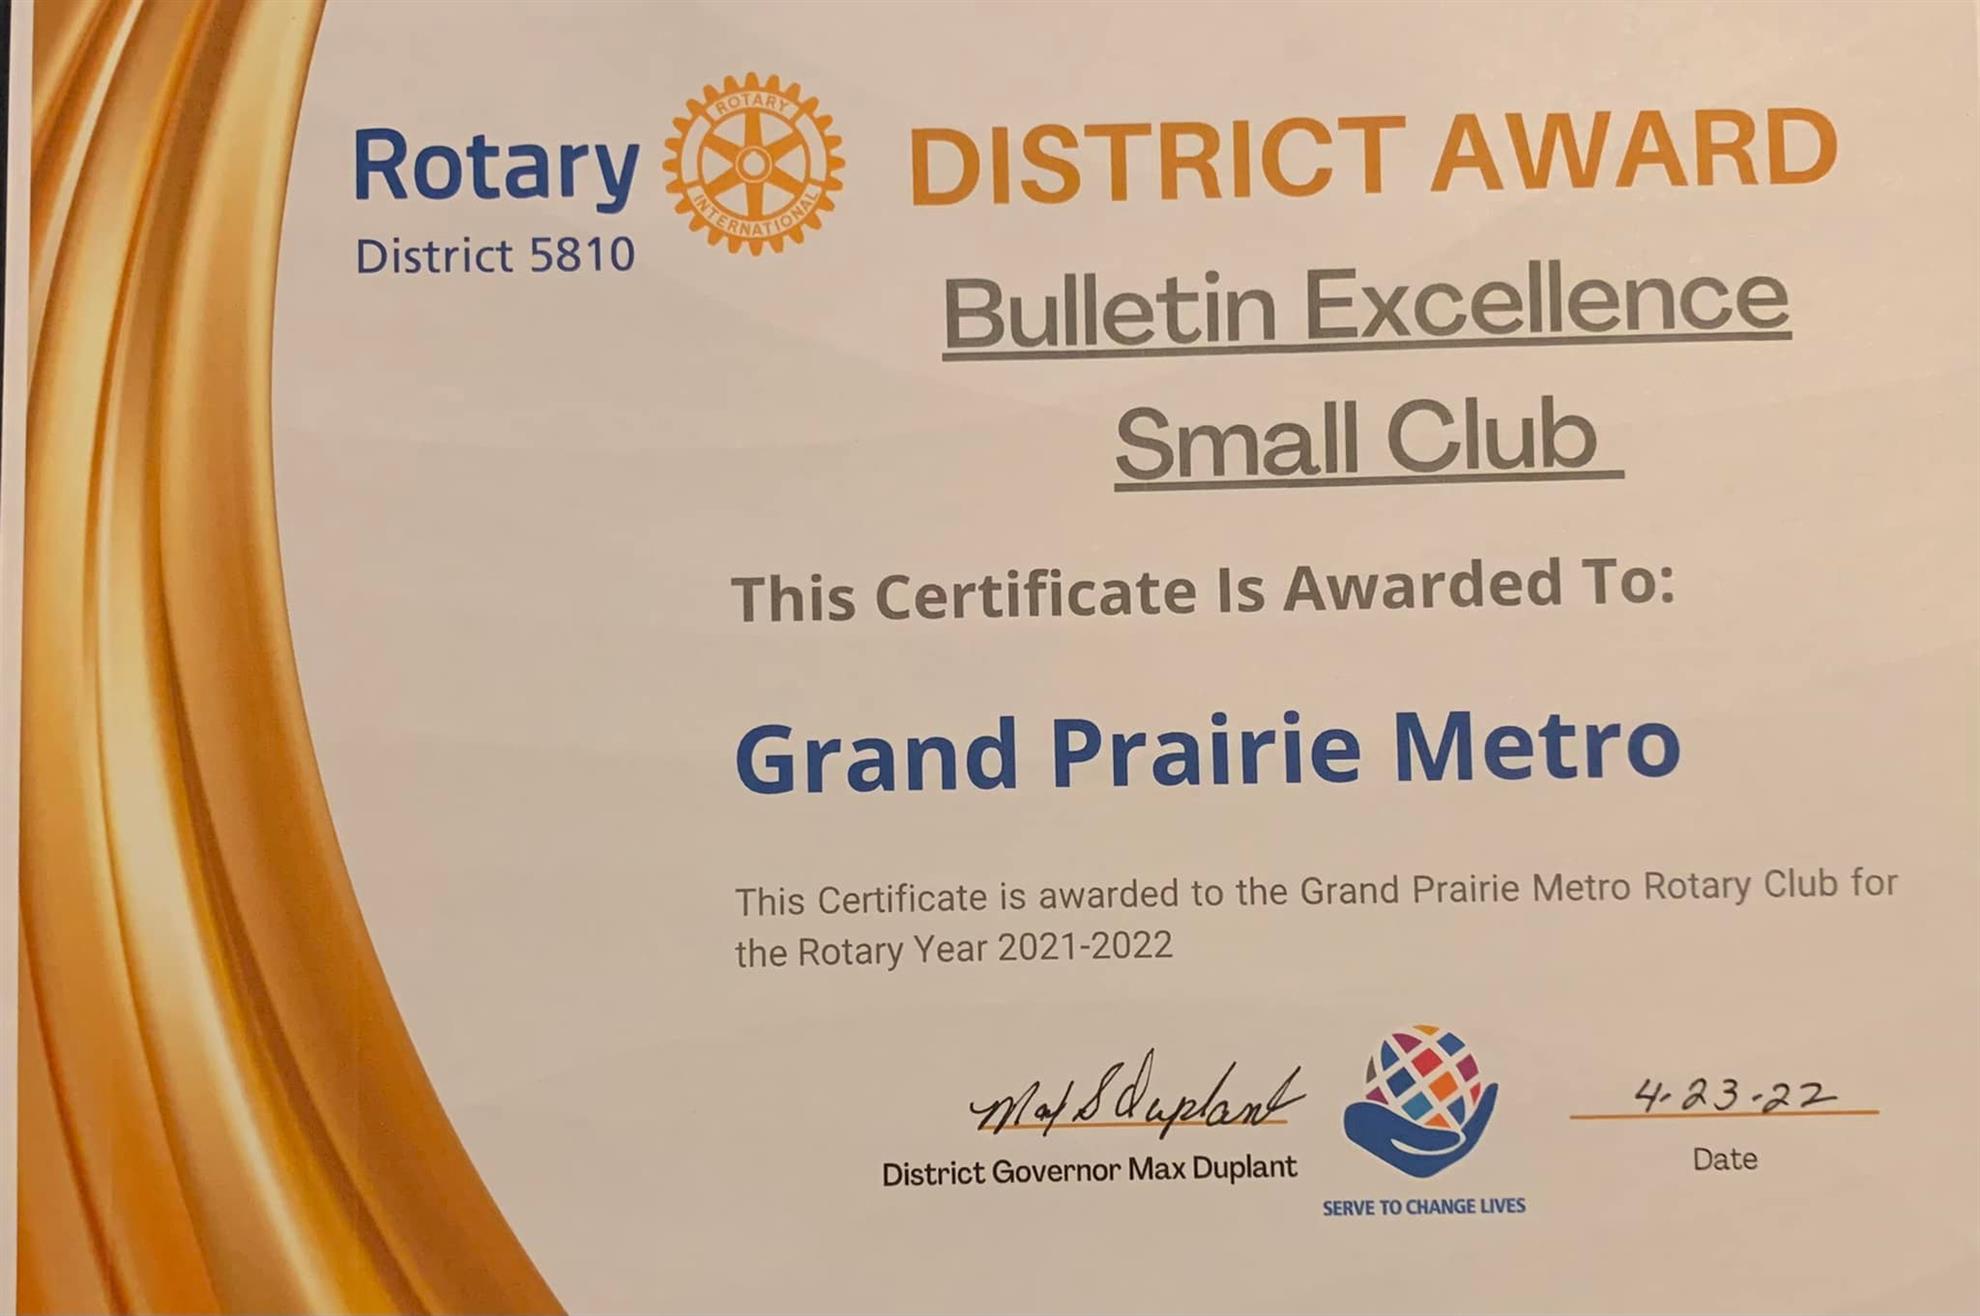 Rotary
District 5810
ROTARY
INTERNATIONAL
DISTRICT AWARD
Bulletin Excellence
Small Club
This Certificate Is Awarded To:
Grand Prairie Metro
This Certificate is awarded to the Grand Prairie Metro Rotary Club for
the Rotary Year 2021-2022
Max S Duplant
District Governor Max Duplant
SERVE TO CHANGE LIVES
4-23-22
Date